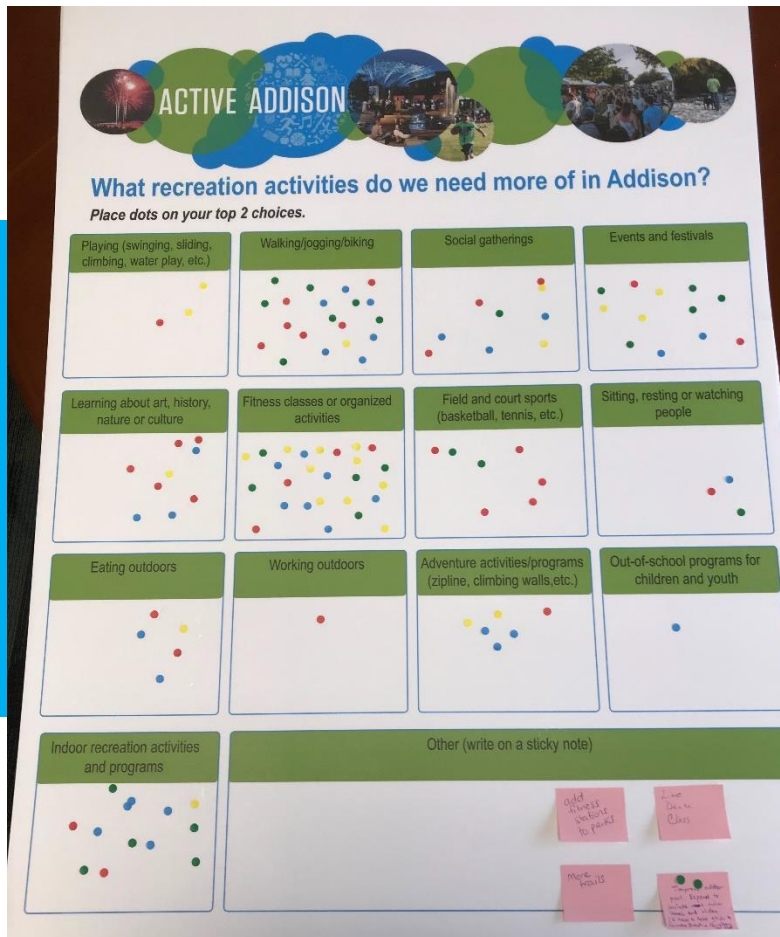 ACTIVE ADDISON
What recreation activities do we need more of in Addison?
Place dots on your top 2 choices.
Playing (swinging, sliding,
climbing, water play, etc.)
Walking/jogging/biking
Social gatherings
Events and festivals
Learning about art, history,
nature or culture
Fitness classes or organized
activities
Field and court sports
(basketball, tennis, etc.)
Sitting, resting or watching
people
Eating outdoors
Working outdoors
Adventure activities/programs
(zipline, climbing walls,etc.)
Out-of-school programs for
children and youth
Indoor recreation activities
and programs
Other (write on a sticky note)
add
fitness
stations
to parks
Class
More
trails